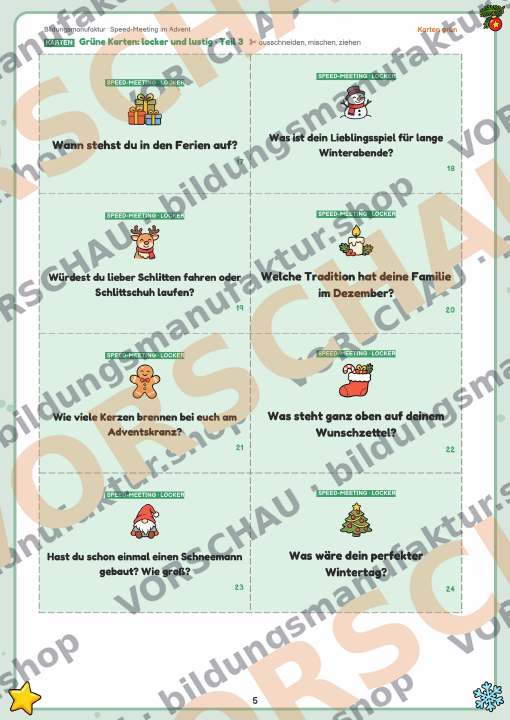 Bildungsmanufaktur · Speed-Meeting im Advent
Karten grün
KARTEN Grüne Karten: locker und lustig · Teil 3 ✂ ausschneiden, mischen, ziehen
SPEED-MEETING · LOCKER
Wann stehst du in den Ferien auf?
17
SPEED-MEETING · LOCKER
Was ist dein Lieblingsspiel für lange
Winterabende?
18
SPEED-MEETING · LOCKER
Würdest du lieber Schlitten fahren oder
Schlittschuh laufen?
19
SPEED-MEETING · LOCKER
Welche Tradition hat deine Familie
im Dezember?
20
SPEED-MEETING · LOCKER
Wie viele Kerzen brennen bei euch am
Adventskranz?
21
SPEED-MEETING · LOCKER
Was steht ganz oben auf deinem
Wunschzettel?
22
SPEED-MEETING · LOCKER
Hast du schon einmal einen Schneemann
gebaut? Wie groß?
23
SPEED-MEETING · LOCKER
Was wäre dein perfekter
Wintertag?
24
5
VORSCHAU · bildungsmanufaktur.shop
VORSCHAU